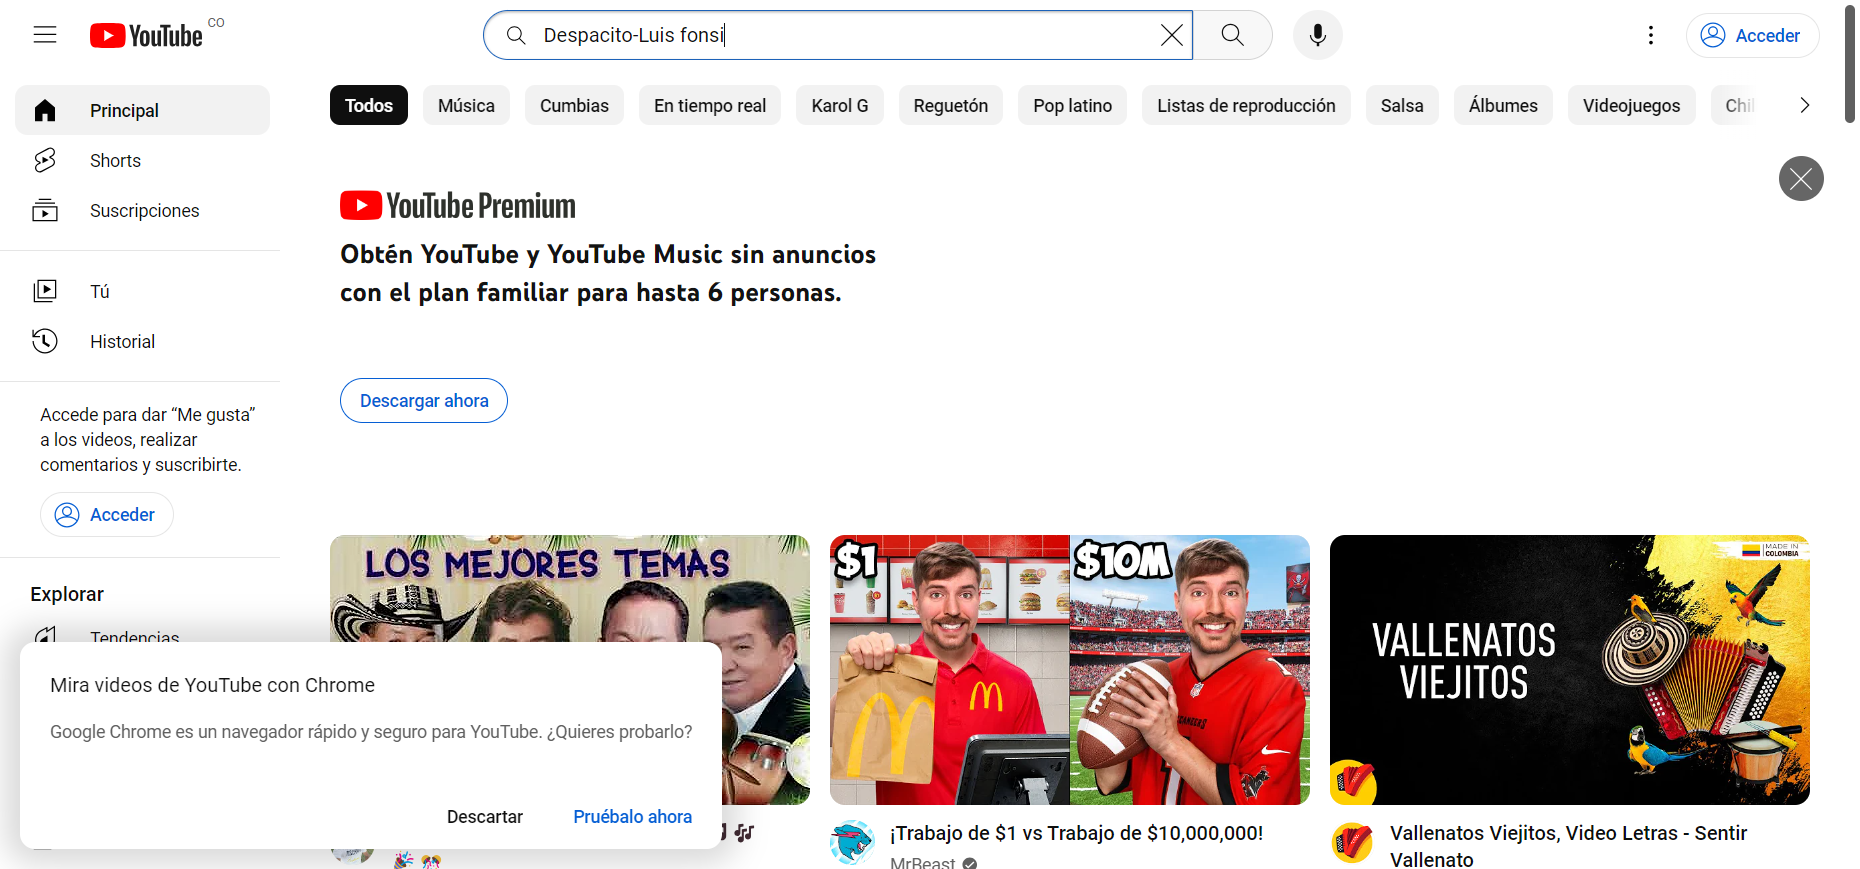 YouTube CO
Despacito-Luis fonsi
Acceder
Principal
Shorts
Suscripciones
Tú
Historial
Accede para dar “Me gusta”
a los videos, realizar
comentarios y suscribirte.
Acceder
Explorar
Tendencias
Todos
Música
Cumbias
En tiempo real
Karol G
Reguetón
Pop latino
Listas de reproducción
Salsa
Álbumes
Videojuegos
Chil
YouTube Premium
Obtén YouTube y YouTube Music sin anuncios
con el plan familiar para hasta 6 personas.
Descargar ahora
LOS MEJORES TEMAS
$1
$10M
MADE IN
COLOMBIA
VALLENATOS
VIEJITOS
Mira videos de YouTube con Chrome
Google Chrome es un navegador rápido y seguro para YouTube. ¿Quieres probarlo?
Descartar
Pruébalo ahora
¡Trabajo de $1 vs Trabajo de $10,000,000!
MrBeast
Vallenatos Viejitos, Video Letras - Sentir
Vallenato